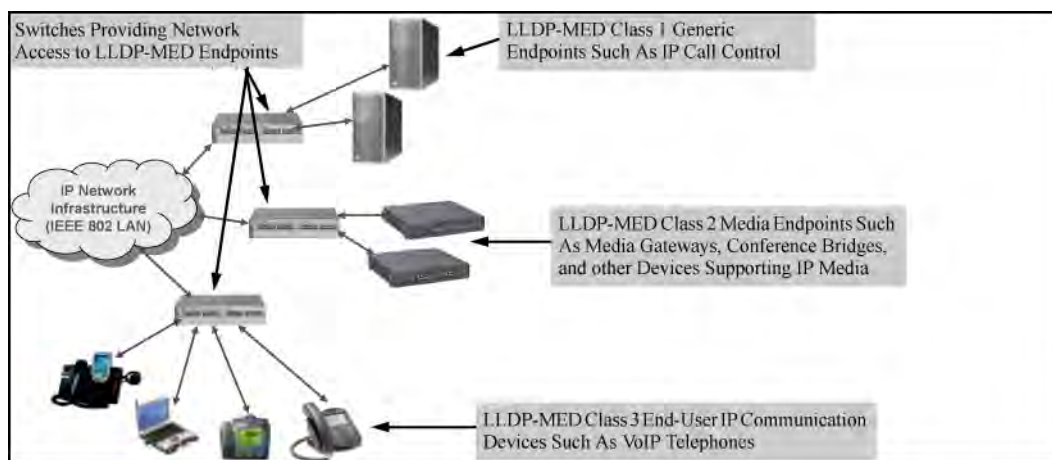 Switches Providing Network
Access to LLDP-MED Endpoints
LLDP-MED Class 1 Generic
Endpoints Such As IP Call Control
IP Network
Infrastructure
(IEEE 802 LAN)
LLDP-MED Class 2 Media Endpoints Such
As Media Gateways, Conference Bridges,
and other Devices Supporting IP Media
LLDP-MED Class 3 End-User IP Communication
Devices Such As VoIP Telephones